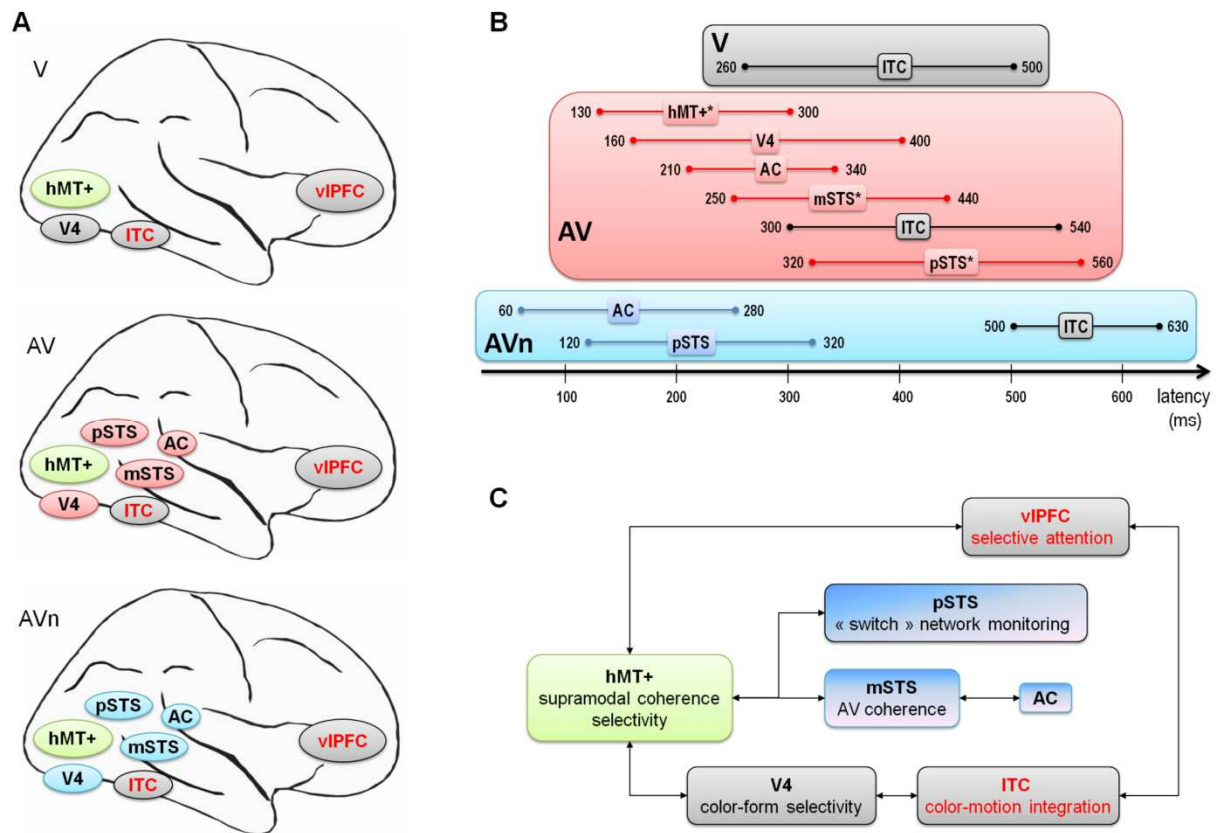 A
V
hMT+
vlPFC
V4
ITC
AV
pSTS
AC
hMT+
mSTS
vlPFC
V4
ITC
AVn
pSTS
AC
hMT+
mSTS
vlPFC
V4
ITC
B
V
260 ITC 500
AV
130 hMT+* 300
160 V4 400
210 AC 340
250 mSTS* 440
300 ITC 540
320 pSTS* 560
AVn
60 AC 280
500 ITC 630
120 pSTS 320
100 200 300 400 500 600 latency
(ms)
C
vlPFC
selective attention
pSTS
« switch » network monitoring
hMT+
supramodal coherence
selectivity
mSTS
AV coherence
AC
V4
color-form selectivity
ITC
color-motion integration